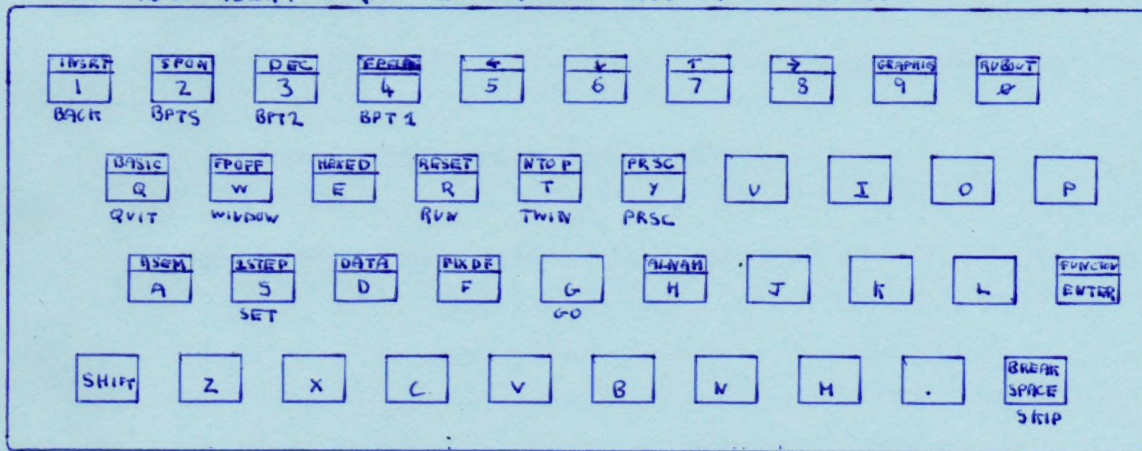 INSRT SPON DEC ← ↓ ↑ → GRAPHIC RUBOUT
1 2 3 4 5 6 7 8 9 0
BACK BPTS BPT2 BPT1
BASIC FPOFF HEXED RESET NTOP PRSC
Q W E R T Y U I O P
QUIT WINDOW RUN TWIN PRSC
ASEM 1STEP DATA FIXDF ALNAM FUNCTN
A S D F G H J K L ENTER
SET GO
BREAK
SHIFT Z X C V B N M . SPACE
SKIP